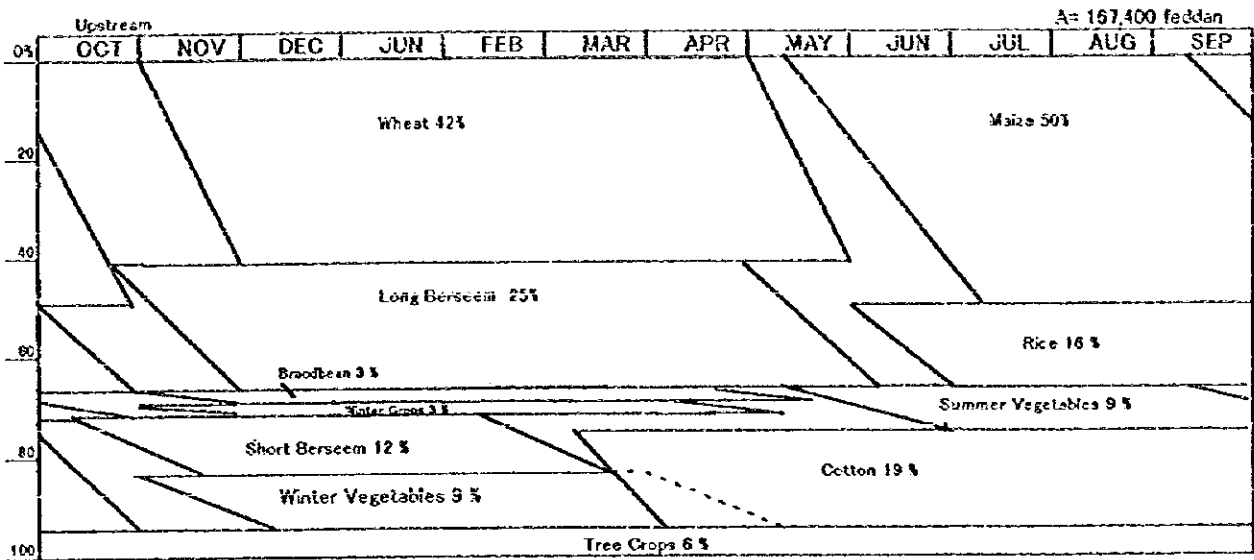 Upstream
A= 167,400 feddan
0% OCT NOV DEC JUN FEB MAR APR MAY JUN JUL AUG SEP
Wheat 42%
Maize 50%
20
40
Long Berseem 25%
Rice 16 %
60
Broodbean 3 %
Summer Vegetables 9 %
Winter Crops 3 %
Short Berseem 12 %
80
Cotton 19 %
Winter Vegetables 9 %
Tree Crops 6 %
100